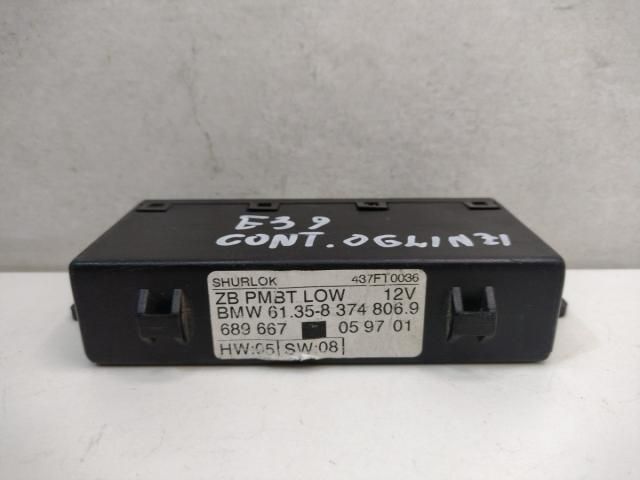 E39
CONT. OGLINZI
SHURLOK 437FT0036
ZB PMBT LOW 12V
BMW 61.35-8 374 806.9
689 667 05 97 01
HW:05 SW:08